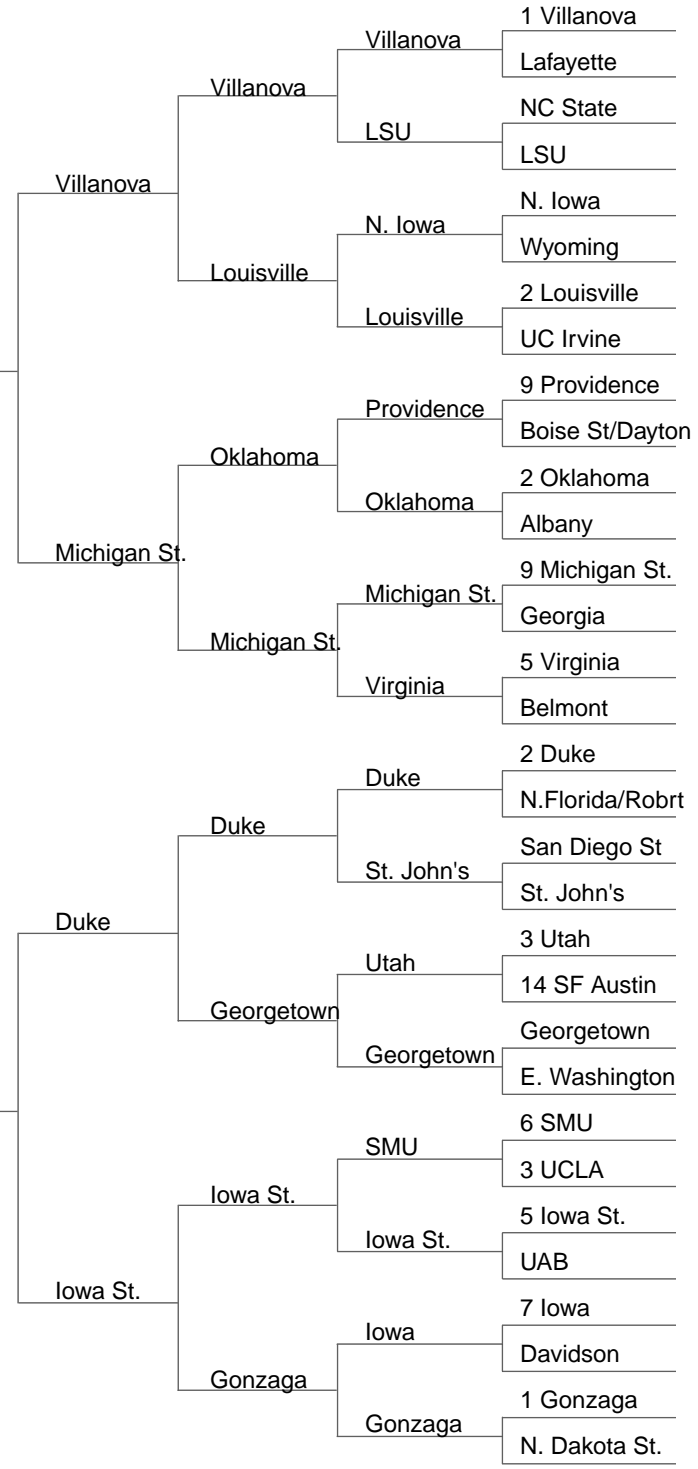 1 Villanova
Villanova
Lafayette
Villanova
NC State
LSU
LSU
Villanova
N. Iowa
N. Iowa
Wyoming
Louisville
2 Louisville
Louisville
UC Irvine
9 Providence
Providence
Boise St/Dayton
Oklahoma
2 Oklahoma
Oklahoma
Albany
Michigan St.
9 Michigan St.
Michigan St.
Georgia
Michigan St.
5 Virginia
Virginia
Belmont
2 Duke
Duke
N.Florida/Robrt
Duke
San Diego St
St. John's
St. John's
Duke
3 Utah
Utah
14 SF Austin
Georgetown
Georgetown
Georgetown
E. Washington
6 SMU
SMU
3 UCLA
Iowa St.
5 Iowa St.
Iowa St.
UAB
Iowa St.
7 Iowa
Iowa
Davidson
Gonzaga
1 Gonzaga
Gonzaga
N. Dakota St.